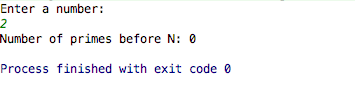 Enter a number:
2
Number of primes before N: 0
Process finished with exit code 0